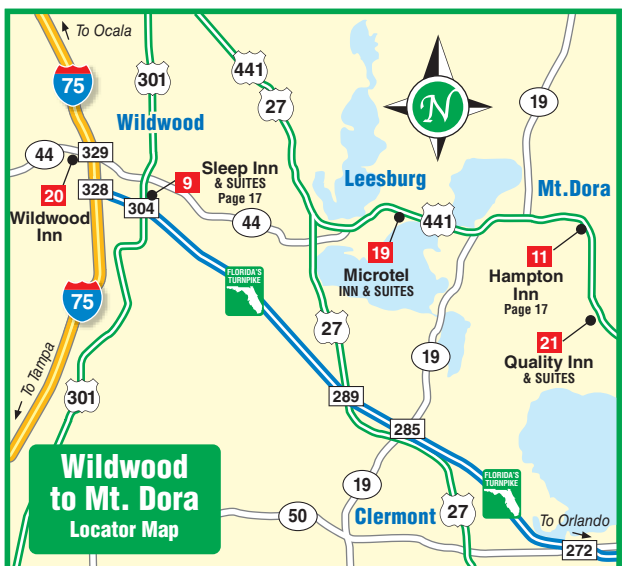 To Ocala
75
301
441
27
19
Wildwood
44
329
20
328
Wildwood
Inn
304
9
Sleep Inn
& SUITES
Page 17
44
N
Leesburg
Mt.Dora
441
19
Microtel
INN & SUITES
11
Hampton
Inn
Page 17
21
Quality Inn
& SUITES
FLORIDA'S
TURNPIKE
75
27
19
To Tampa
301
289
285
Wildwood
to Mt. Dora
Locator Map
19
50
Clermont
27
FLORIDA'S
TURNPIKE
To Orlando
272